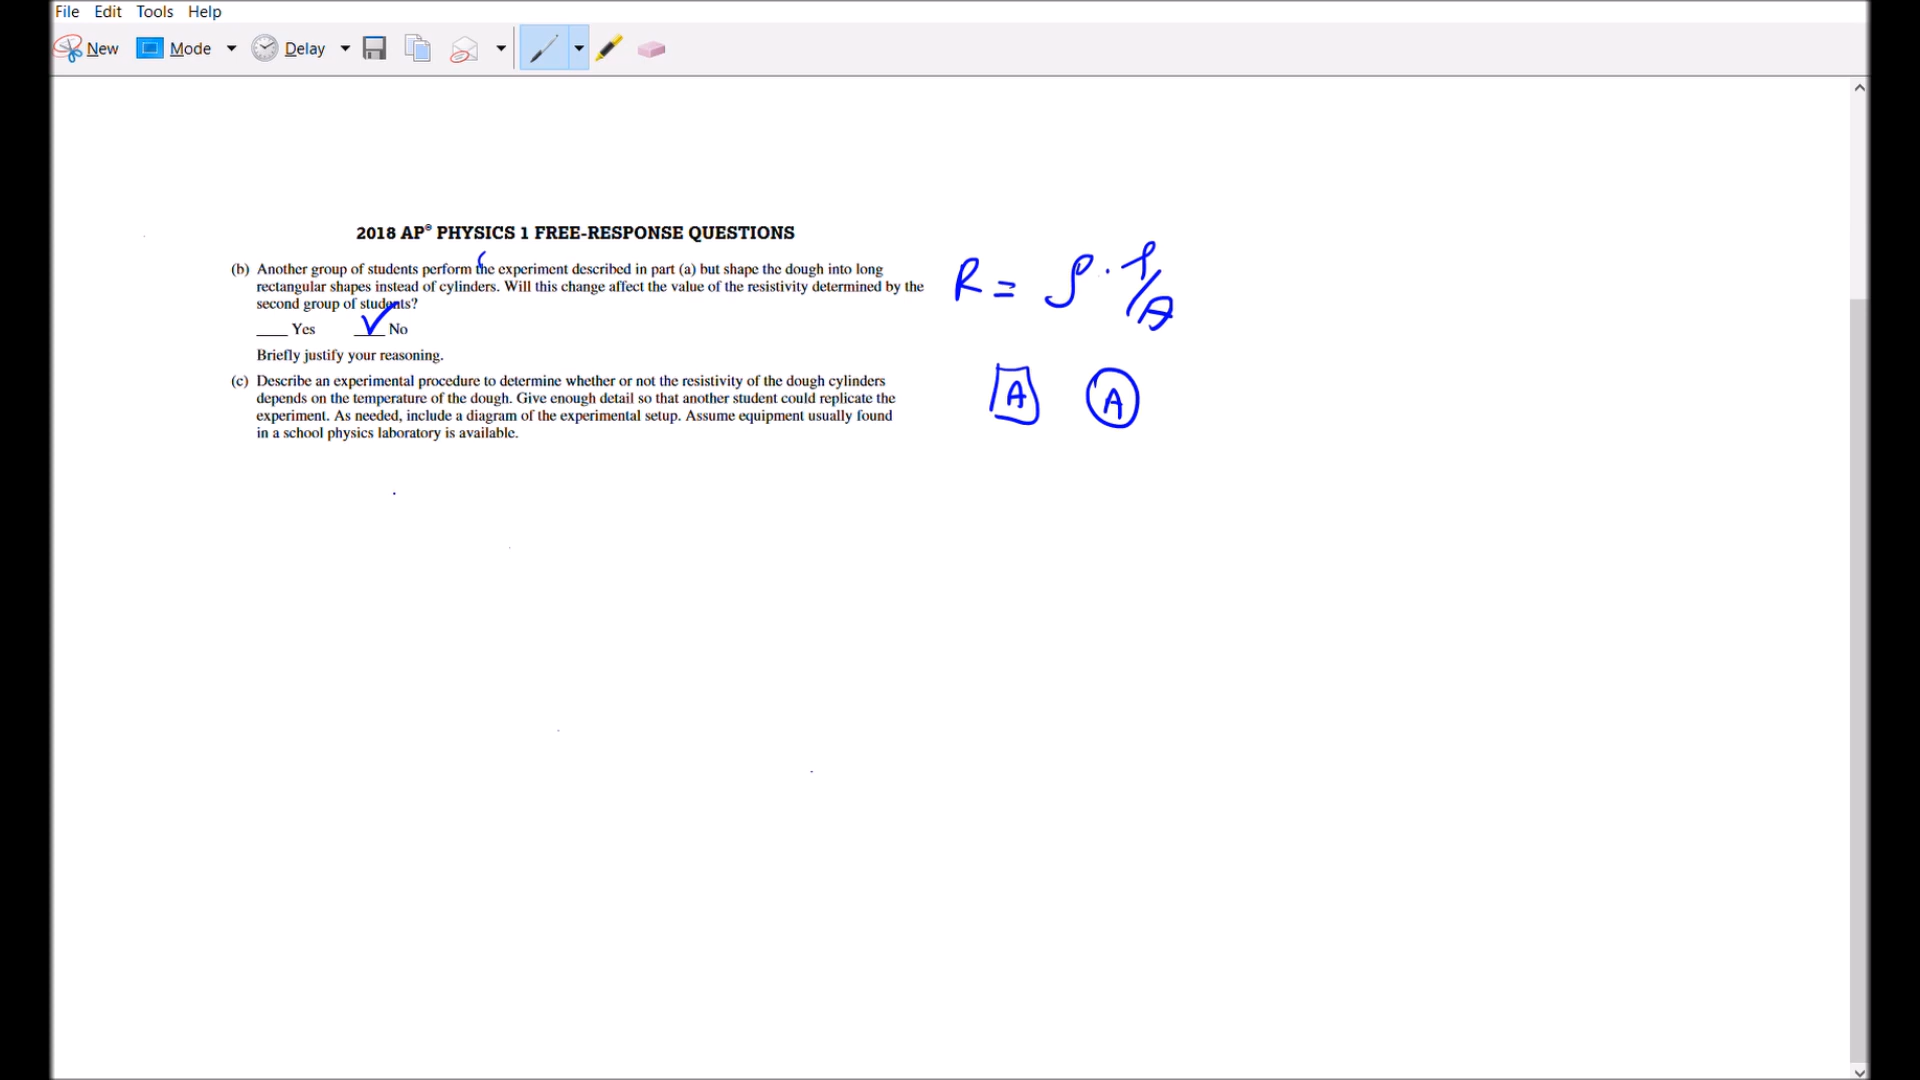 File Edit Tools Help
New Mode Delay
2018 AP® PHYSICS 1 FREE-RESPONSE QUESTIONS
(b) Another group of students perform the experiment described in part (a) but shape the dough into long
rectangular shapes instead of cylinders. Will this change affect the value of the resistivity determined by the
second group of students?
____ Yes ____ No
Briefly justify your reasoning.
(c) Describe an experimental procedure to determine whether or not the resistivity of the dough cylinders
depends on the temperature of the dough. Give enough detail so that another student could replicate the
experiment. As needed, include a diagram of the experimental setup. Assume equipment usually found
in a school physics laboratory is available.
R = ρ · l/A
A A